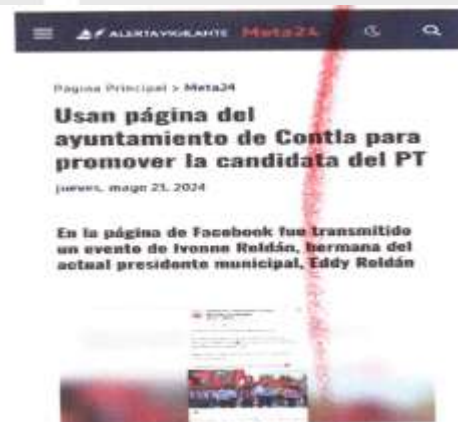 ALERTAVIGILANTE Meta24
Pagina Principal > Meta24
Usan página del
ayuntamiento de Contla para
promover la candidata del PT
jueves, mayo 23, 2024
En la página de Facebook fue transmitido
un evento de Ivonne Roldán, hermana del
actual presidente municipal, Eddy Roldán